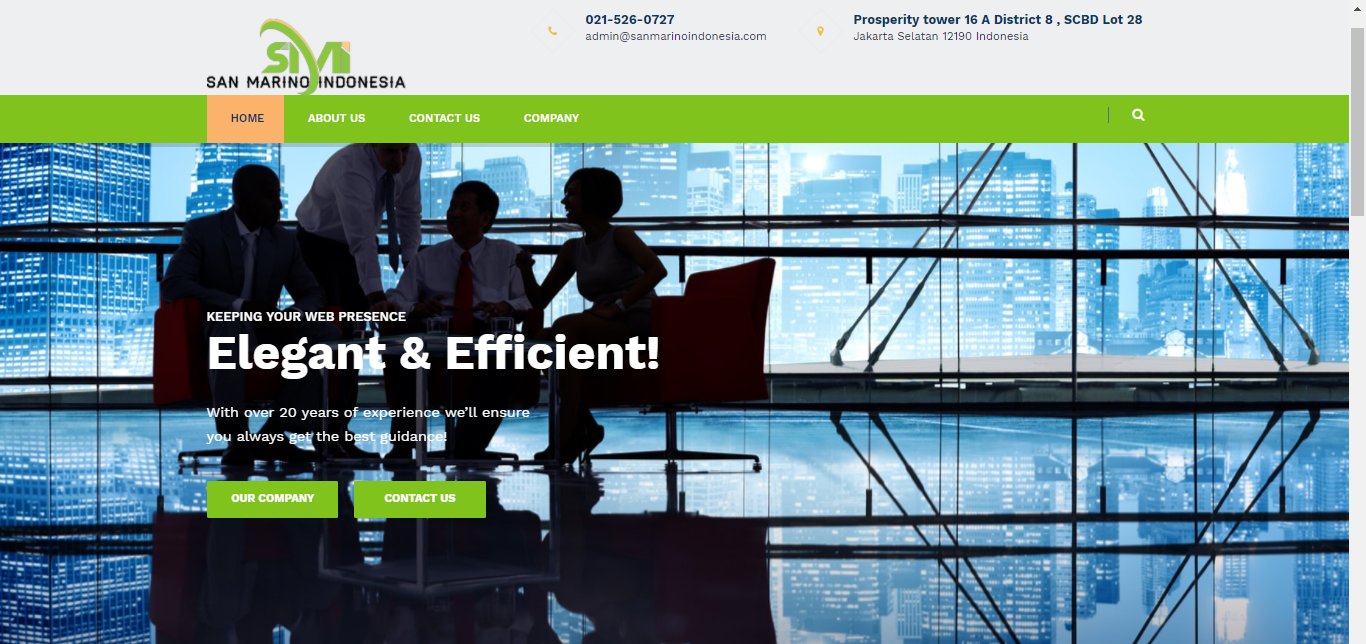 SMI
SAN MARINO INDONESIA
021-526-0727
admin@sanmarinoindonesia.com
Prosperity tower 16 A District 8 , SCBD Lot 28
Jakarta Selatan 12190 Indonesia
HOME
ABOUT US
CONTACT US
COMPANY
KEEPING YOUR WEB PRESENCE
Elegant & Efficient!
With over 20 years of experience we’ll ensure
you always get the best guidance!
OUR COMPANY
CONTACT US